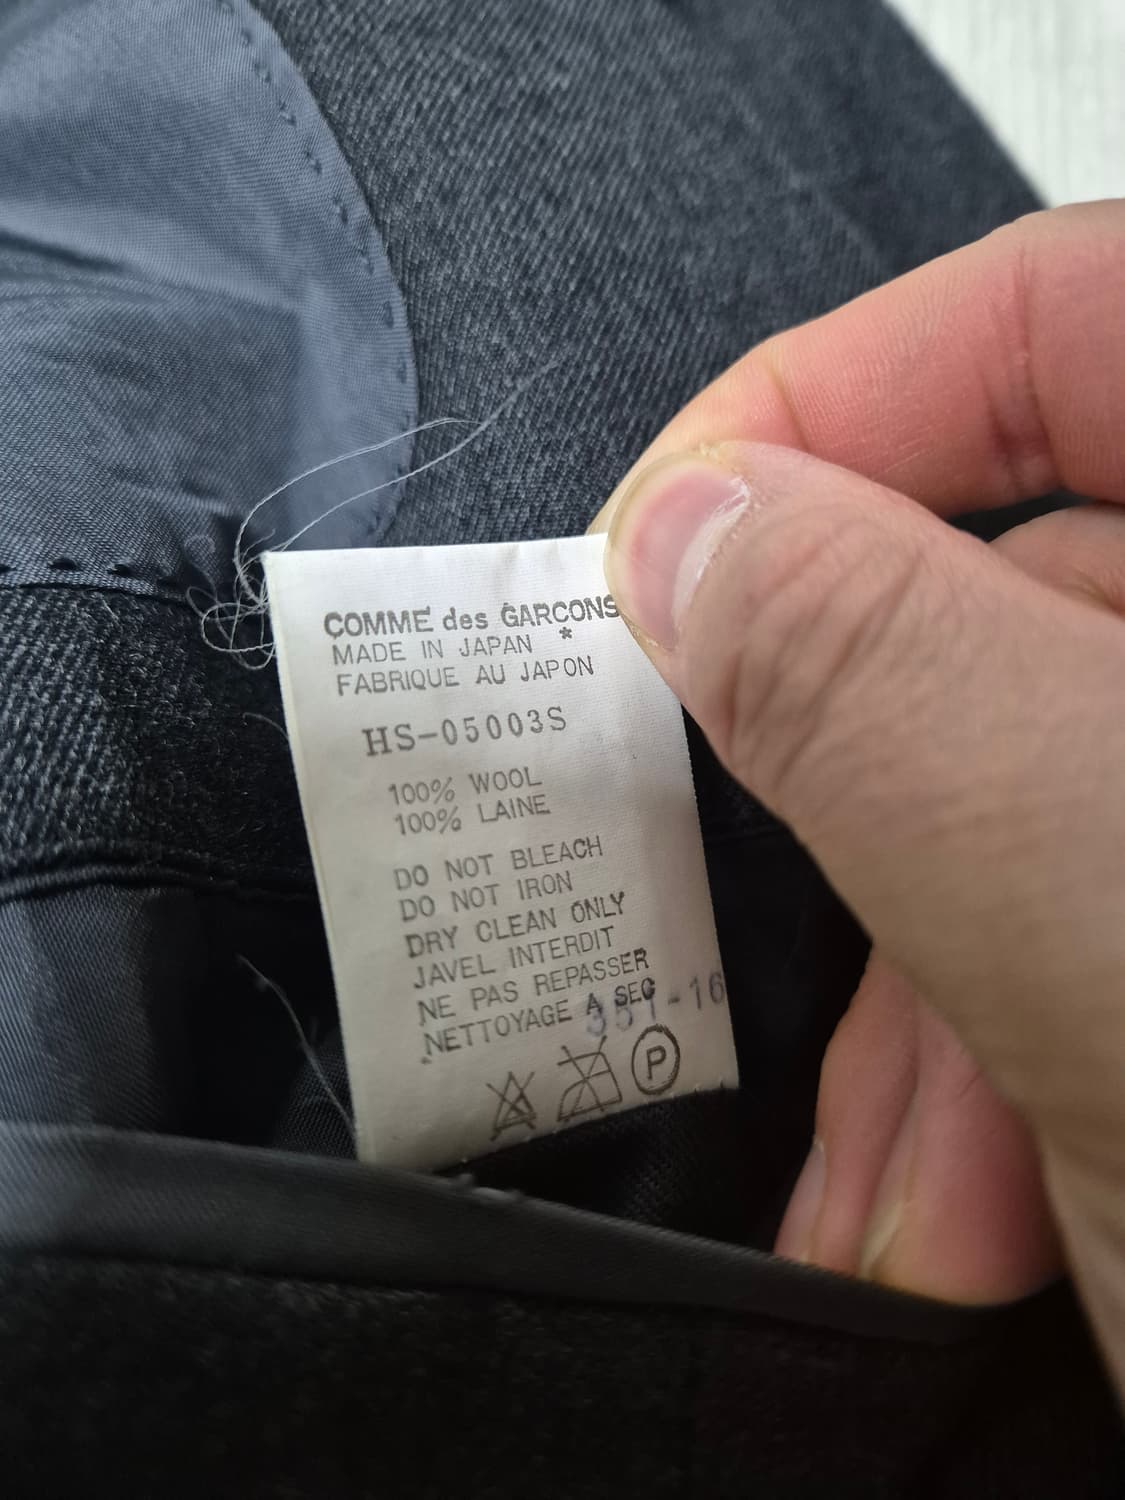 COMME des GARCONS
*
MADE IN JAPAN
FABRIQUE AU JAPON
HS-05003S
100% WOOL
100% LAINE
DO NOT BLEACH
DO NOT IRON
DRY CLEAN ONLY
JAVEL INTERDIT
NE PAS REPASSER
NETTOYAGE A SEC
P